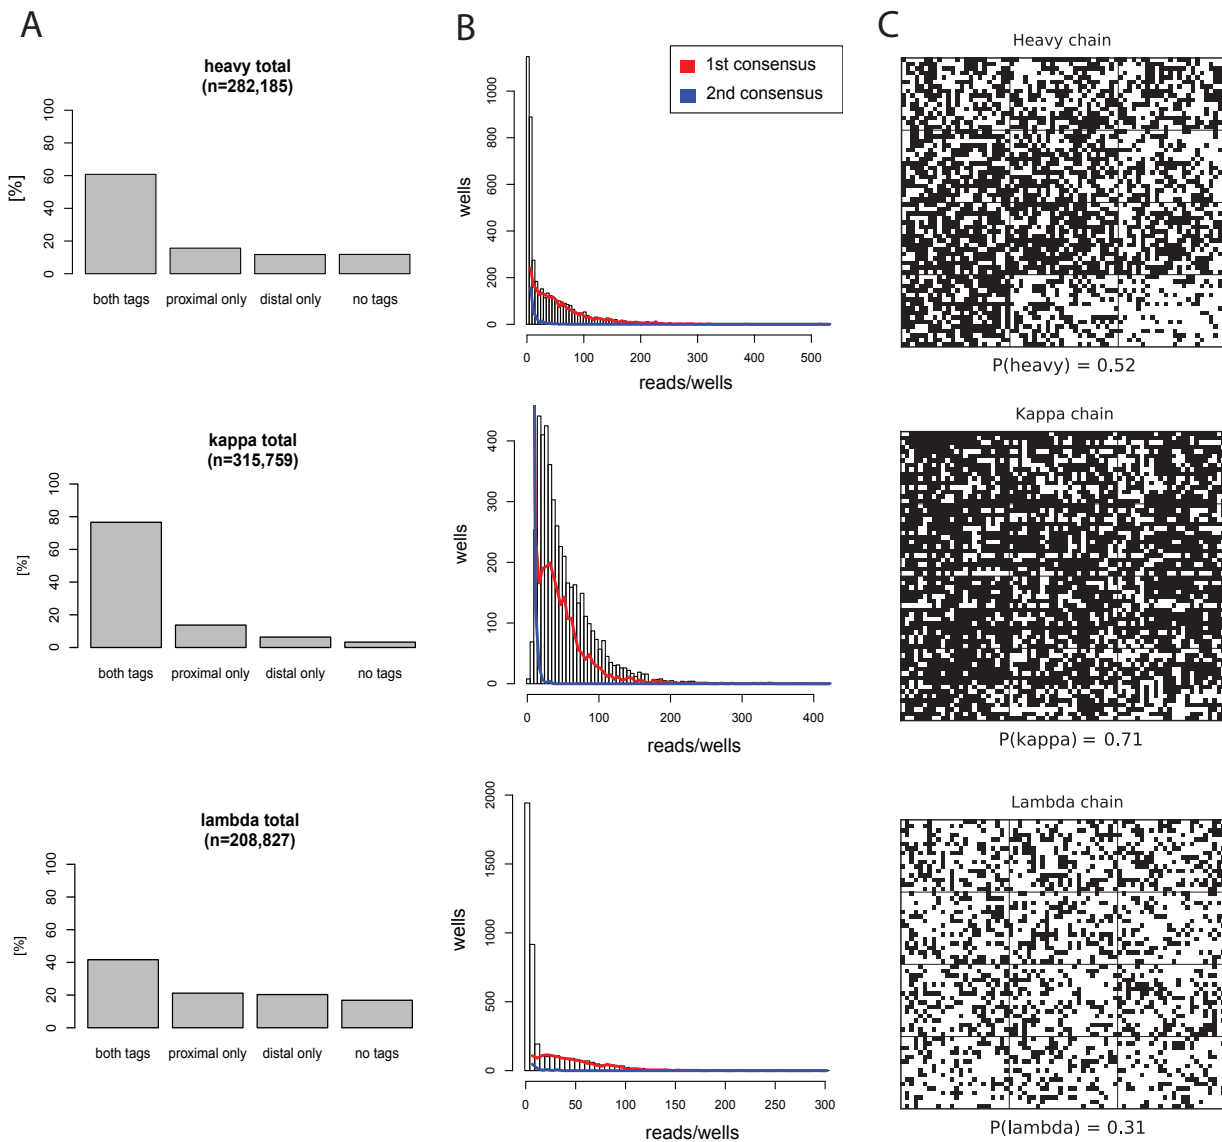 A
heavy total
(n=282,185)
[%]
0 20 40 60 80 100
both tags proximal only distal only no tags
kappa total
(n=315,759)
[%]
0 20 40 60 80 100
both tags proximal only distal only no tags
lambda total
(n=208,827)
[%]
0 20 40 60 80 100
both tags proximal only distal only no tags
B
1st consensus
2nd consensus
wells
0 200 400 600 800 1000
0 100 200 300 400 500
reads/wells
wells
0 100 200 300 400
0 100 200 300 400
reads/wells
wells
0 500 1000 1500 2000
0 50 100 150 200 250 300
reads/wells
C
Heavy chain
P(heavy) = 0.52
Kappa chain
P(kappa) = 0.71
Lambda chain
P(lambda) = 0.31